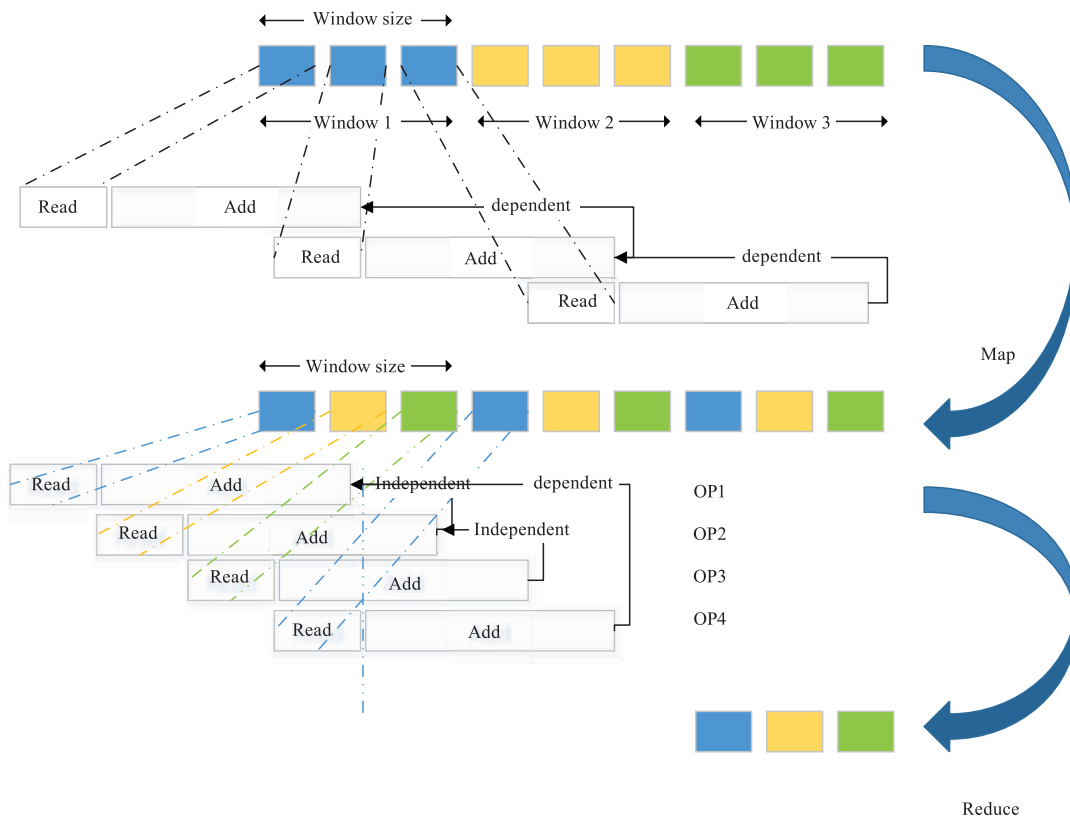 Window size
Window 1
Window 2
Window 3
Read
Add
dependent
Read
Add
dependent
Read
Add
Map
Window size
Read
Add
Independent
dependent
OP1
Read
Add
Independent
OP2
Read
Add
OP3
Read
Add
OP4
Reduce